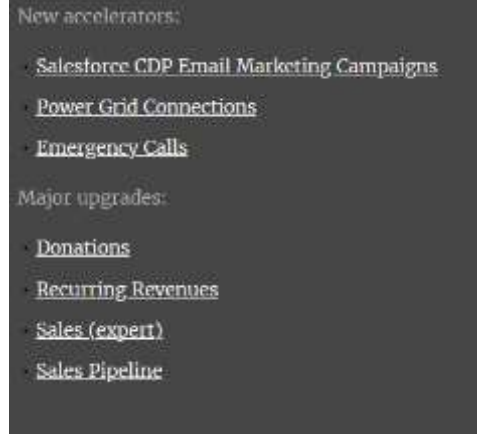 New accelerators:
Salesforce CDP Email Marketing Campaigns
Power Grid Connections
Emergency Calls
Major upgrades:
Donations
Recurring Revenues
Sales (expert)
Sales Pipeline